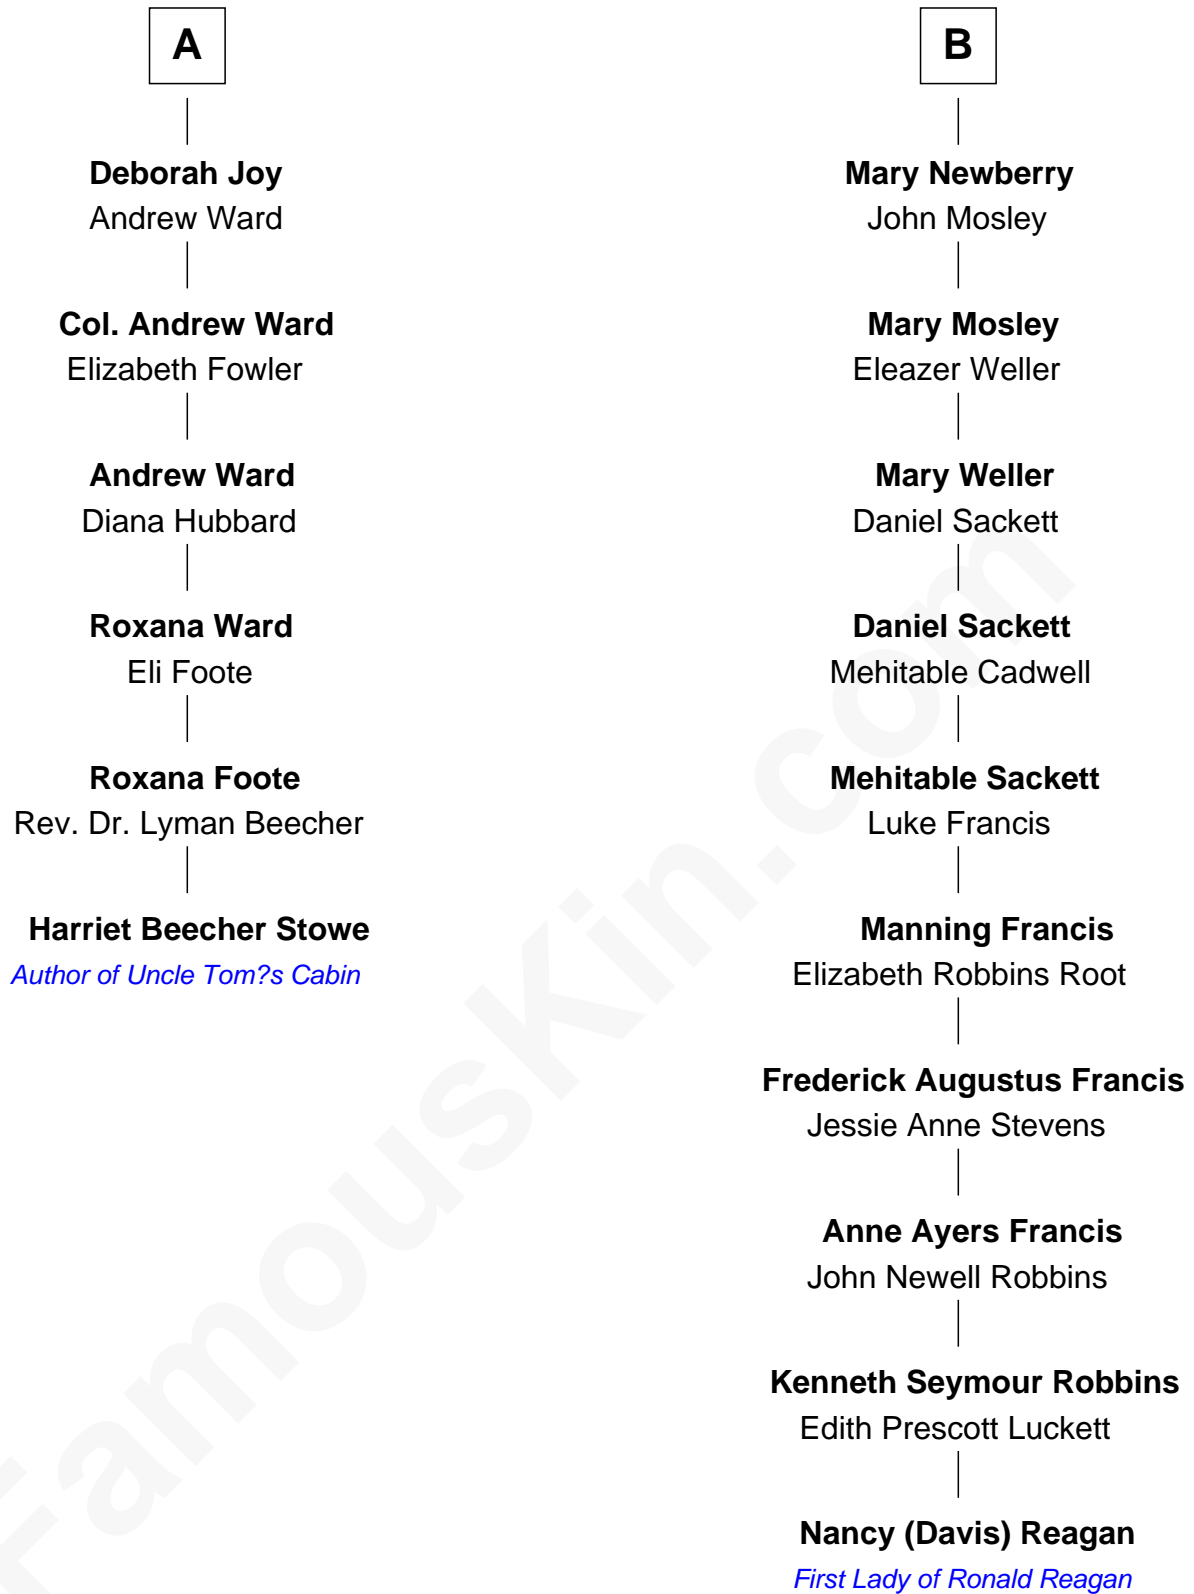 A
Deborah Joy
Andrew Ward
Col. Andrew Ward
Elizabeth Fowler
Andrew Ward
Diana Hubbard
Roxana Ward
Eli Foote
Roxana Foote
Rev. Dr. Lyman Beecher
Harriet Beecher Stowe
Author of Uncle Tom?s Cabin
B
Mary Newberry
John Mosley
Mary Mosley
Eleazer Weller
Mary Weller
Daniel Sackett
Daniel Sackett
Mehitable Cadwell
Mehitable Sackett
Luke Francis
Manning Francis
Elizabeth Robbins Root
Frederick Augustus Francis
Jessie Anne Stevens
Anne Ayers Francis
John Newell Robbins
Kenneth Seymour Robbins
Edith Prescott Luckett
Nancy (Davis) Reagan
First Lady of Ronald Reagan
FamousKin.com